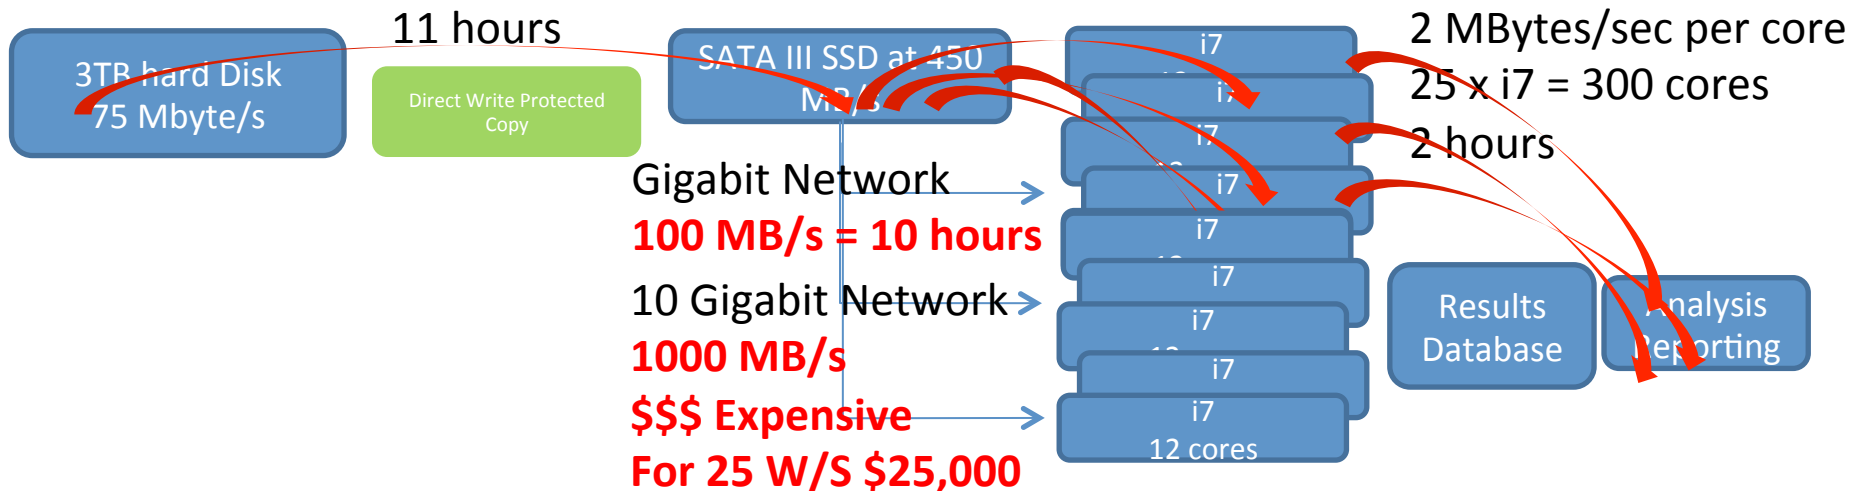 11 hours
3TB hard Disk
75 Mbyte/s
Direct Write Protected
Copy
SATA III SSD at 450
MB/s
Gigabit Network
100 MB/s = 10 hours
10 Gigabit Network
1000 MB/s
$$$ Expensive
For 25 W/S $25,000
i7
i7
i7
i7
i7
i7
i7
i7
i7
12 cores
2 MBytes/sec per core
25 x i7 = 300 cores
2 hours
Results
Database
Analysis
Reporting